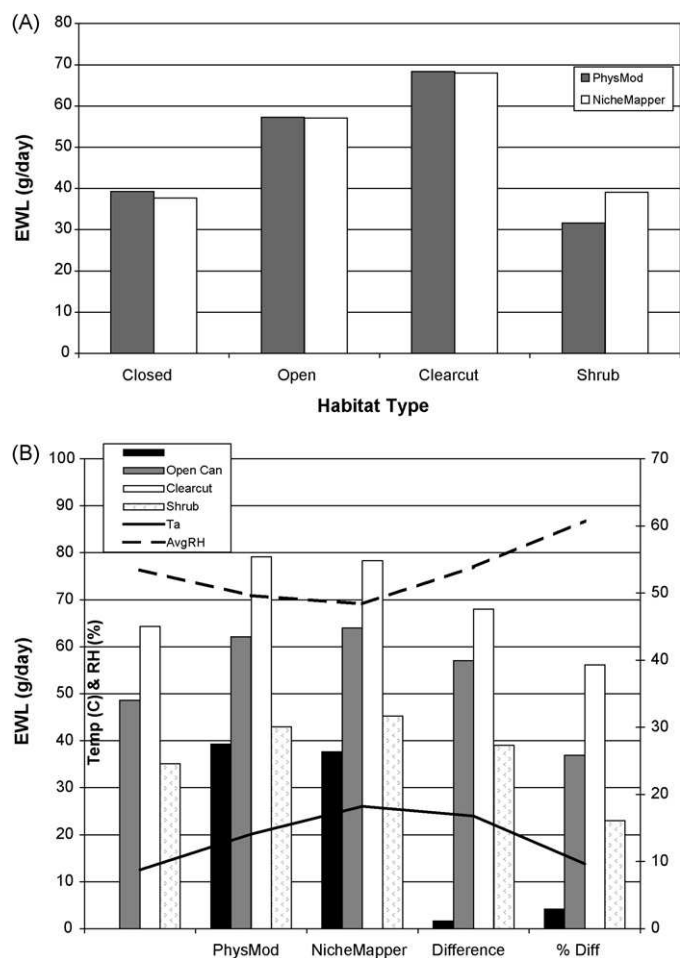 (A)
80
70
60
50
40
30
20
10
0
EWL (g/day)
PhysMod
NicheMapper
Closed Open Clearcut Shrub
Habitat Type
(B)
100
90
80
70
60
50
40
30
20
10
0
EWL (g/day)
Temp (C) & RH (%)
Open Can
Clearcut
Shrub
Ta
AvgRH
70
60
50
40
30
20
10
0
PhysMod NicheMapper Difference % Diff